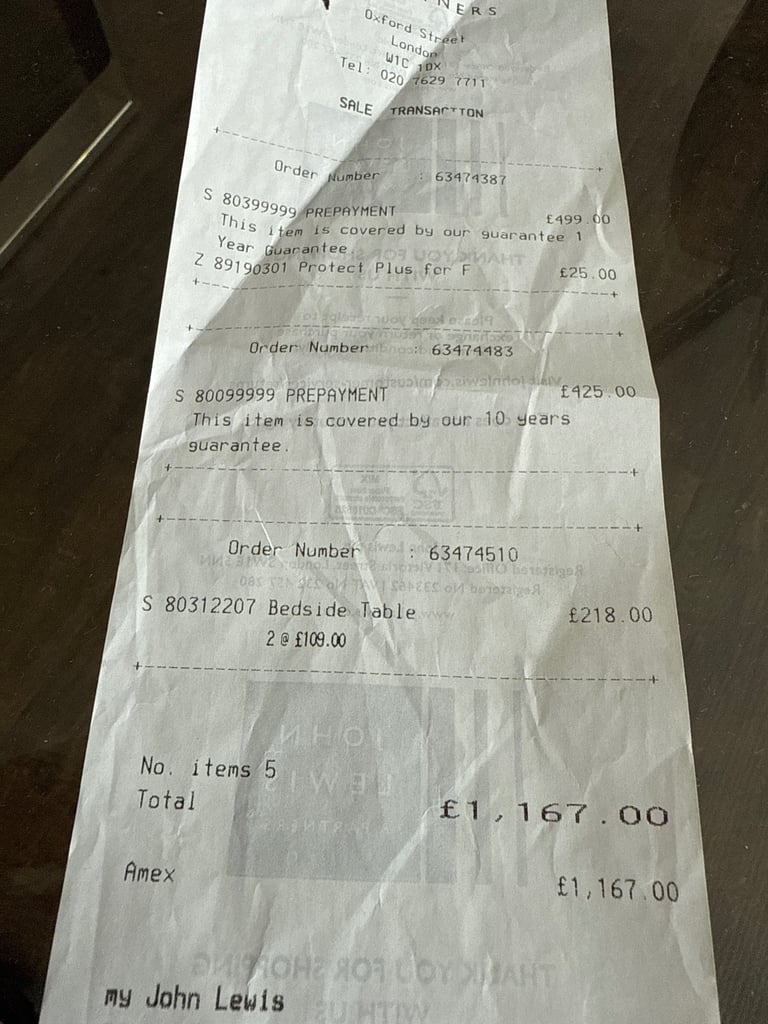 NERS
Oxford Street
London
W1C 1DX
Tel: 020 7629 7711
SALE TRANSACTION
Order Number : 63474387
S 80399999 PREPAYMENT £499.00
This item is covered by our guarantee 1
Year Guarantee.
Z 89190301 Protect Plus for F £25.00
Order Number : 63474483
S 80099999 PREPAYMENT £425.00
This item is covered by our 10 years
guarantee.
Order Number : 63474510
S 80312207 Bedside Table £218.00
2 @ £109.00
No. items 5
Total £1,167.00
Amex £1,167.00
my John Lewis